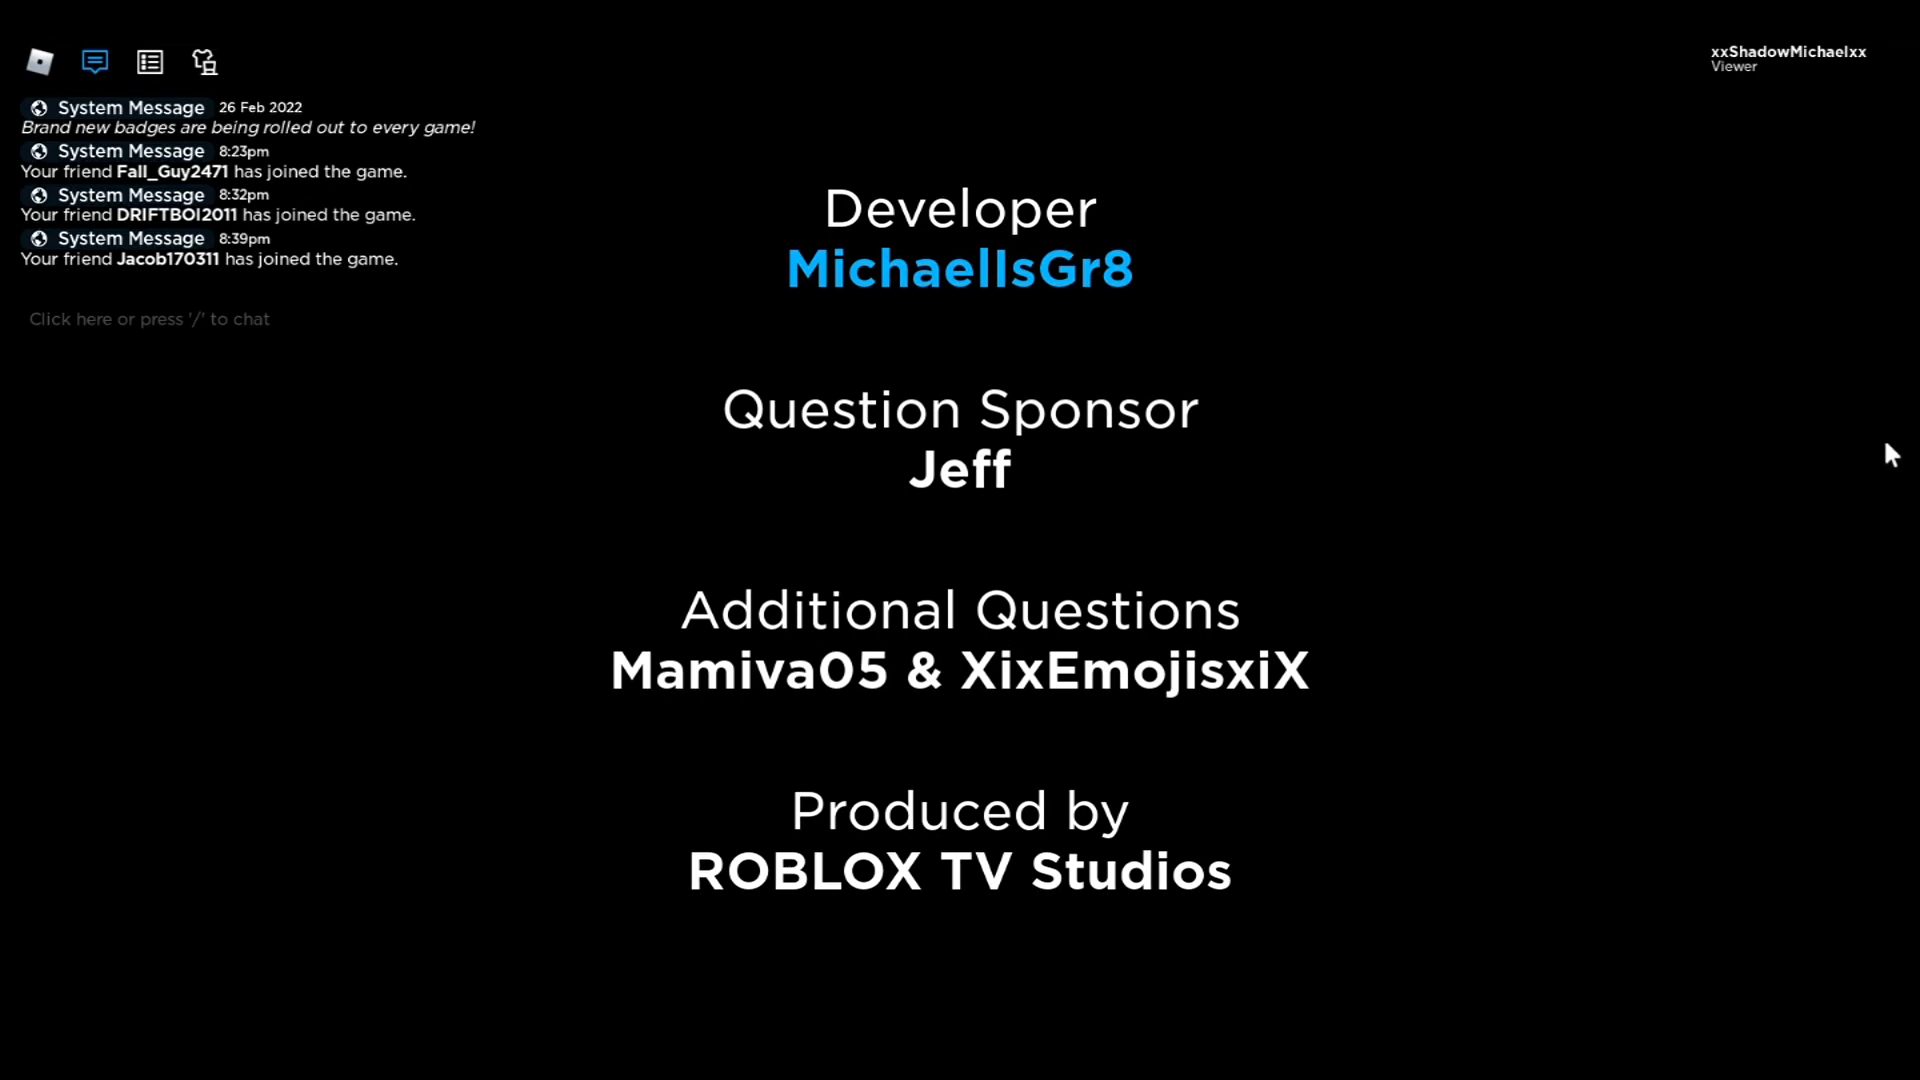 xxShadowMichaelxx
Viewer
System Message 26 Feb 2022
Brand new badges are being rolled out to every game!
System Message 8:23pm
Your friend Fall_Guy2471 has joined the game.
System Message 8:32pm
Your friend DRIFTBOI2011 has joined the game.
System Message 8:39pm
Your friend Jacob170311 has joined the game.
Click here or press '/' to chat
Developer
MichaelIsGr8
Question Sponsor
Jeff
Additional Questions
Mamiva05 & XixEmojisxiX
Produced by
ROBLOX TV Studios